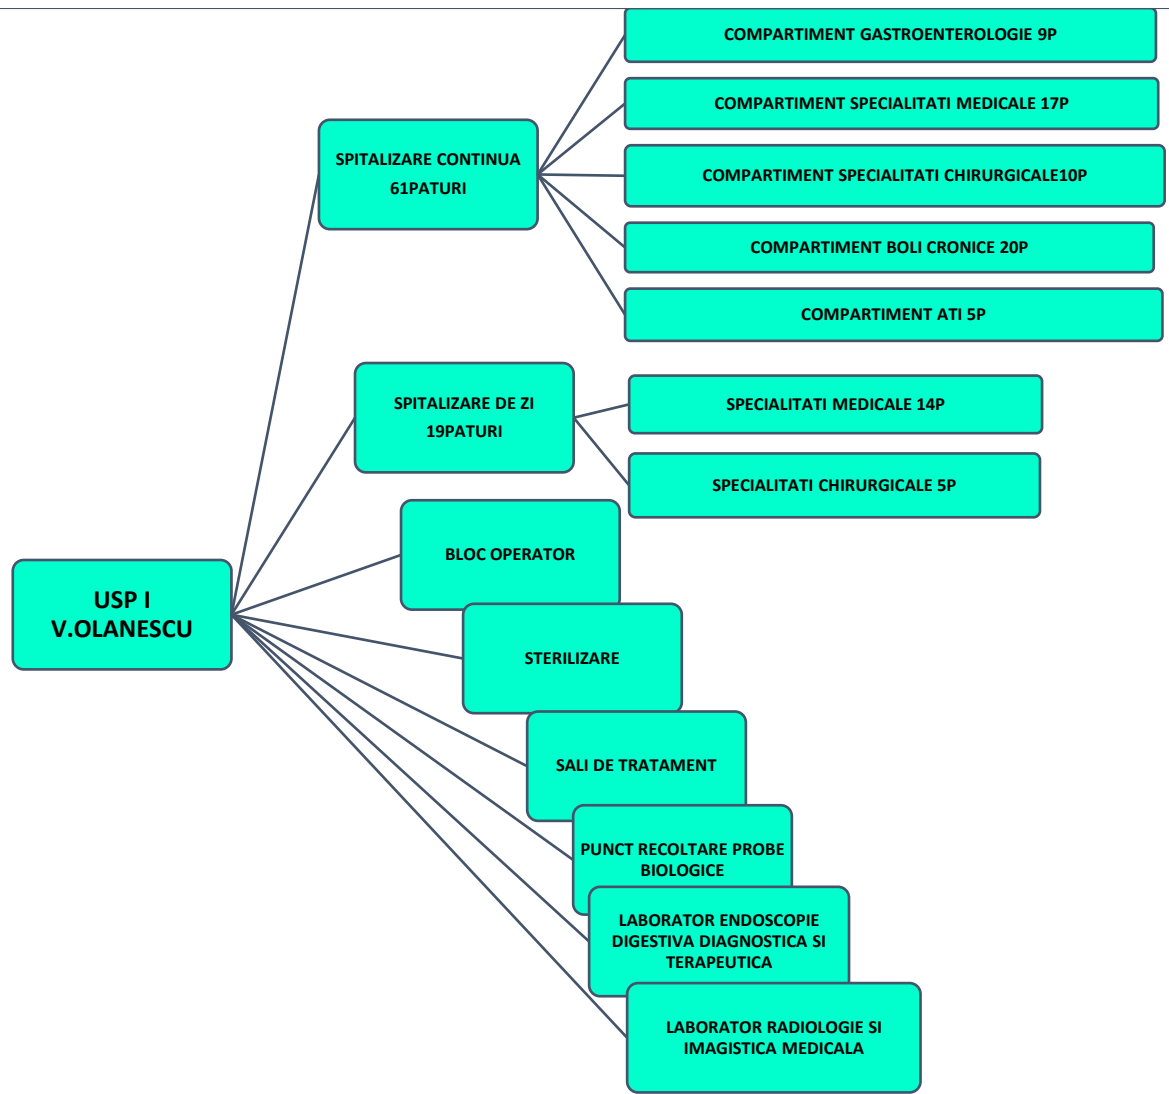 COMPARTIMENT GASTROENTEROLOGIE 9P
COMPARTIMENT SPECIALITATI MEDICALE 17P
SPITALIZARE CONTINUA
61PATURI
COMPARTIMENT SPECIALITATI CHIRURGICALE10P
COMPARTIMENT BOLI CRONICE 20P
COMPARTIMENT ATI 5P
SPITALIZARE DE ZI
19PATURI
SPECIALITATI MEDICALE 14P
SPECIALITATI CHIRURGICALE 5P
BLOC OPERATOR
USP I
V.OLANESCU
STERILIZARE
SALI DE TRATAMENT
PUNCT RECOLTARE PROBE
BIOLOGICE
LABORATOR ENDOSCOPIE
DIGESTIVA DIAGNOSTICA SI
TERAPEUTICA
LABORATOR RADIOLOGIE SI
IMAGISTICA MEDICALA